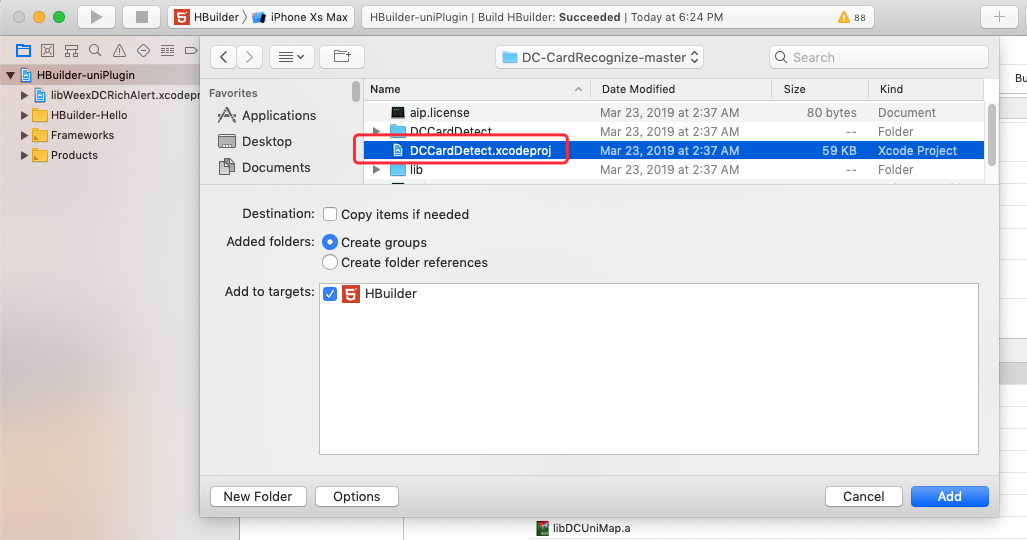 HBuilder 〉 iPhone Xs Max
HBuilder-uniPlugin | Build HBuilder: Succeeded | Today at 6:24 PM
88
HBuilder-uniPlugin
libWeexDCRichAlert.xcodepr
HBuilder-Hello
Frameworks
Products
DC-CardRecognize-master
Search
Favorites
Applications
Desktop
Documents
Name Date Modified Size Kind
aip.license Mar 23, 2019 at 2:37 AM 80 bytes Document
DCCardDetect Mar 23, 2019 at 2:37 AM -- Folder
DCCardDetect.xcodeproj Mar 23, 2019 at 2:37 AM 59 KB Xcode Project
lib Mar 23, 2019 at 2:37 AM -- Folder
Bu
Destination: Copy items if needed
Added folders: Create groups
Create folder references
Add to targets: HBuilder
New Folder Options Cancel Add
libDCUniMap.a